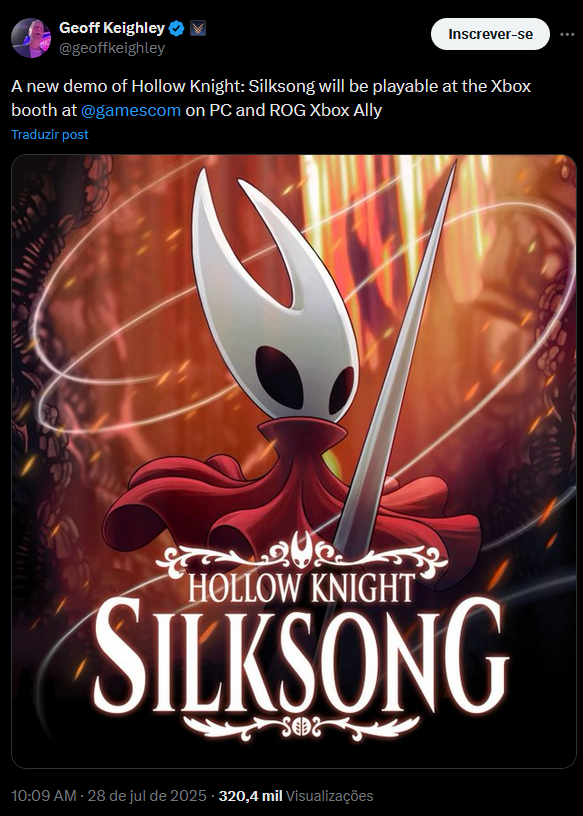 Geoff Keighley
@geoffkeighley
Inscrever-se
A new demo of Hollow Knight: Silksong will be playable at the Xbox
booth at @gamescom on PC and ROG Xbox Ally
Traduzir post
HOLLOW KNIGHT
SILKSONG
10:09 AM · 28 de jul de 2025 · 320,4 mil Visualizações